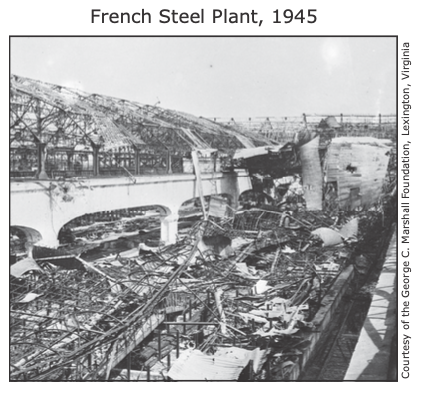 French Steel Plant, 1945
Courtesy of the George C. Marshall Foundation, Lexington, Virginia